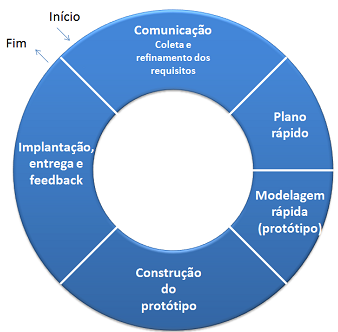 Início
Fim
Comunicação
Coleta e
refinamento dos
requisitos
Plano
rápido
Modelagem
rápida
(protótipo)
Construção
do
protótipo
Implantação,
entrega e
feedback